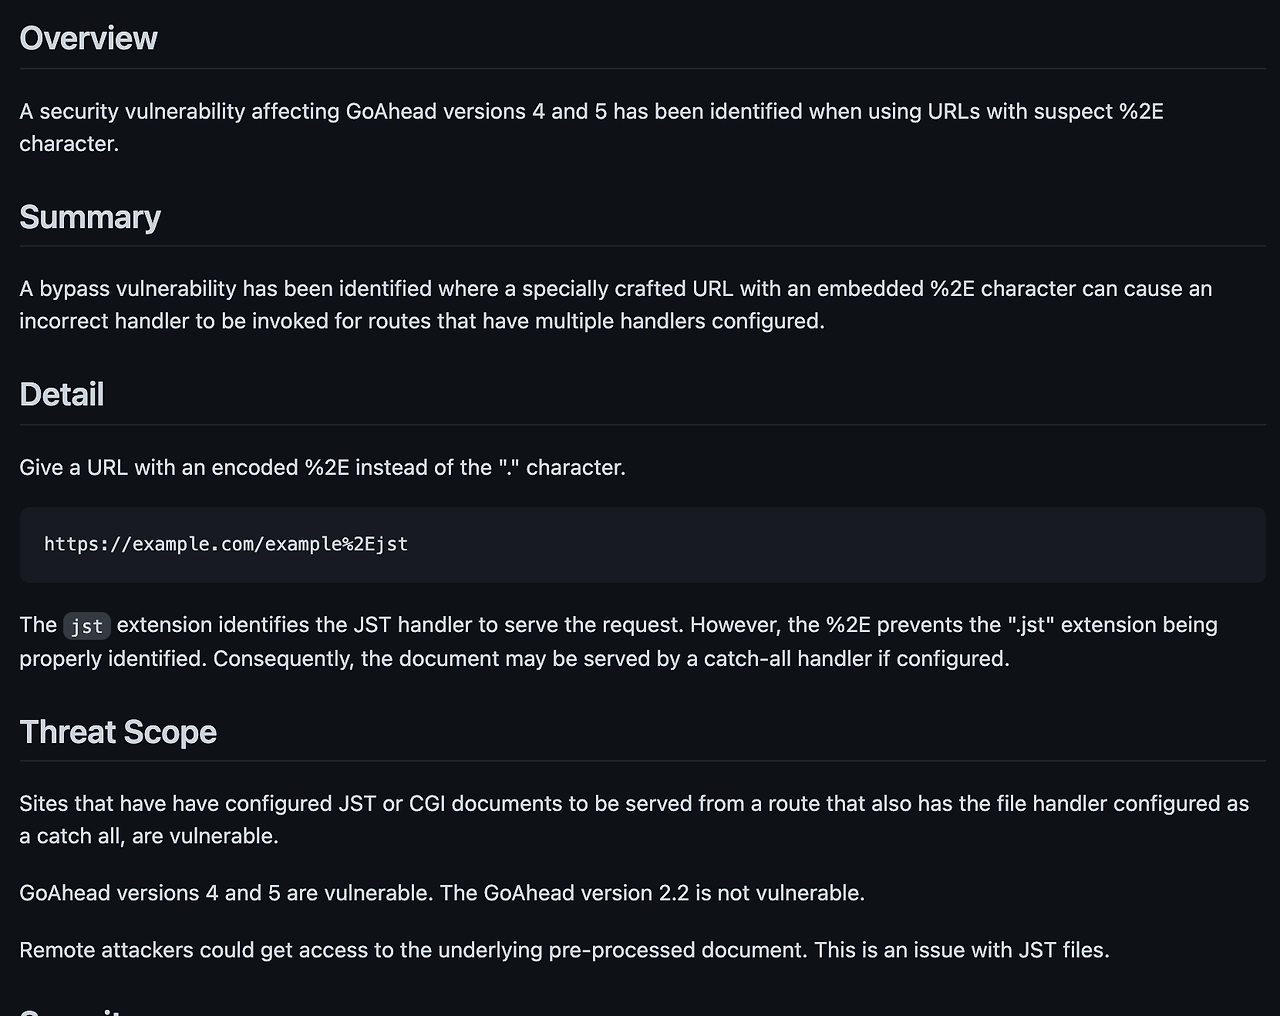 Overview
A security vulnerability affecting GoAhead versions 4 and 5 has been identified when using URLs with suspect %2E
character.
Summary
A bypass vulnerability has been identified where a specially crafted URL with an embedded %2E character can cause an
incorrect handler to be invoked for routes that have multiple handlers configured.
Detail
Give a URL with an encoded %2E instead of the "." character.
https://example.com/example%2Ejst
The jst extension identifies the JST handler to serve the request. However, the %2E prevents the ".jst" extension being
properly identified. Consequently, the document may be served by a catch-all handler if configured.
Threat Scope
Sites that have have configured JST or CGI documents to be served from a route that also has the file handler configured as
a catch all, are vulnerable.
GoAhead versions 4 and 5 are vulnerable. The GoAhead version 2.2 is not vulnerable.
Remote attackers could get access to the underlying pre-processed document. This is an issue with JST files.